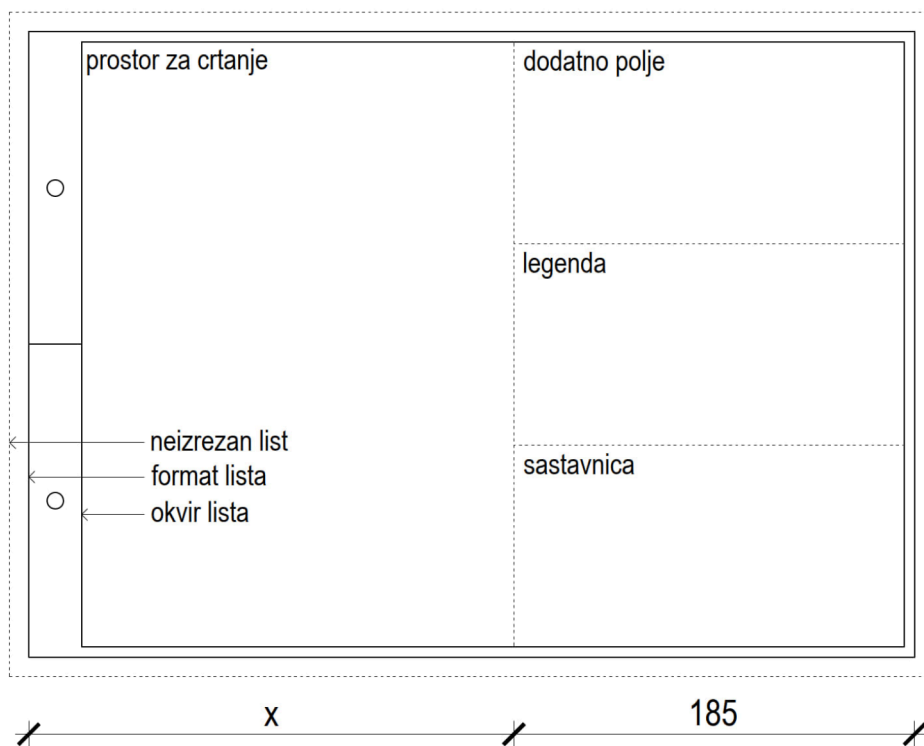 prostor za crtanje
dodatno polje
legenda
neizrezan list
format lista
okvir lista
sastavnica
x
185